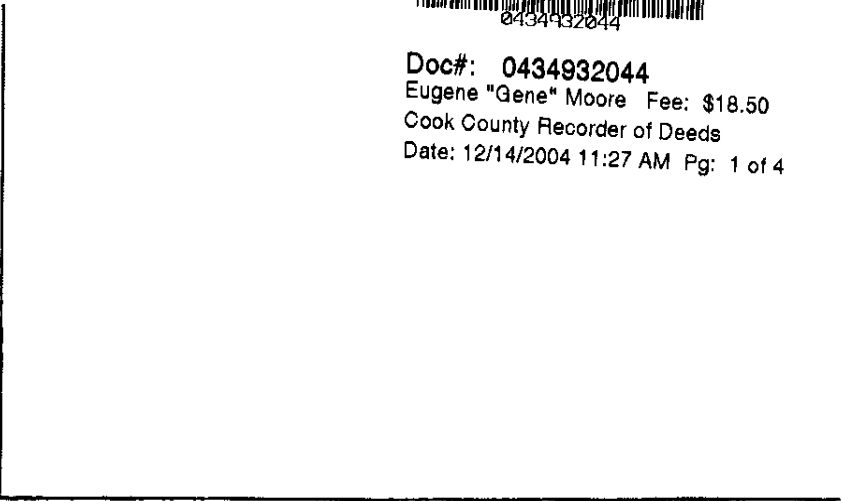 0434932044
Doc#: 0434932044
Eugene "Gene" Moore Fee: $18.50
Cook County Recorder of Deeds
Date: 12/14/2004 11:27 AM Pg: 1 of 4